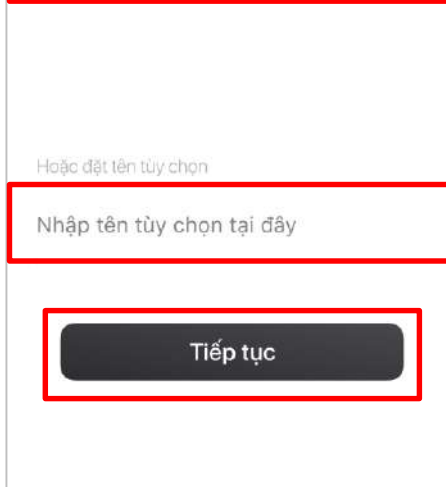 Hoặc đặt tên tùy chọn
Nhập tên tùy chọn tại đây
Tiếp tục